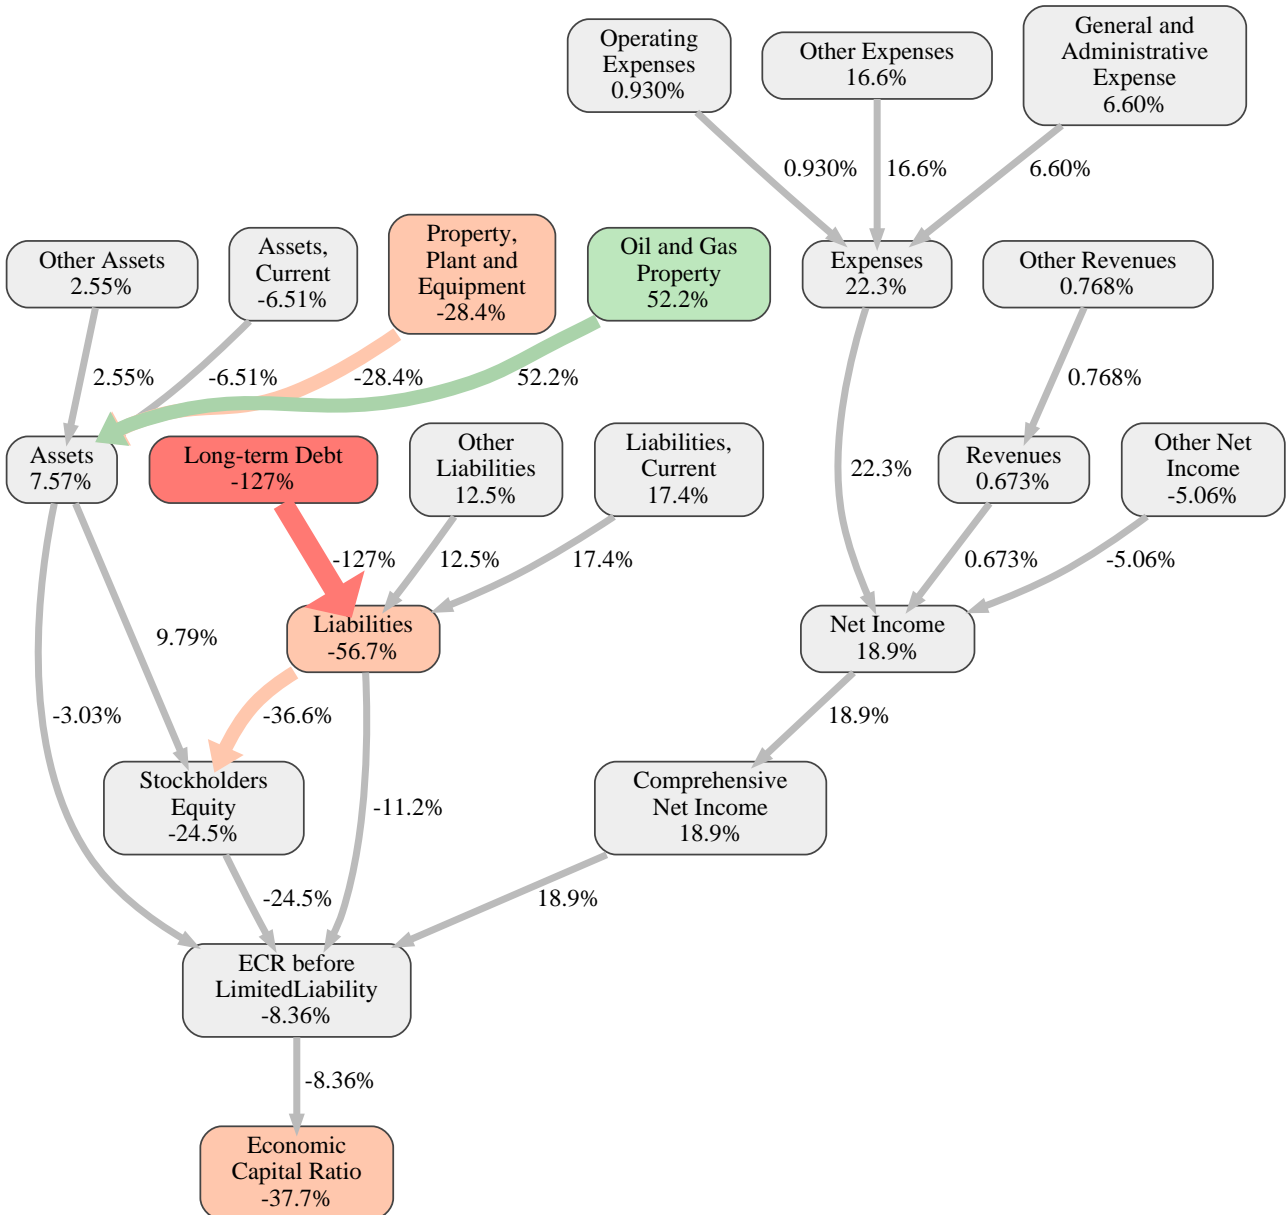 Operating
Expenses
0.930%
Other Expenses
16.6%
General and
Administrative
Expense
6.60%
0.930%
16.6%
6.60%
Other Assets
2.55%
Assets,
Current
-6.51%
Property,
Plant and
Equipment
-28.4%
Oil and Gas
Property
52.2%
Expenses
22.3%
Other Revenues
0.768%
2.55%
-6.51%
-28.4%
52.2%
0.768%
Assets
7.57%
Long-term Debt
-127%
Other
Liabilities
12.5%
Liabilities,
Current
17.4%
22.3%
Revenues
0.673%
Other Net
Income
-5.06%
-127%
12.5%
17.4%
0.673%
-5.06%
9.79%
Liabilities
-56.7%
Net Income
18.9%
-3.03%
-36.6%
18.9%
Stockholders
Equity
-24.5%
-11.2%
Comprehensive
Net Income
18.9%
-24.5%
18.9%
ECR before
LimitedLiability
-8.36%
-8.36%
Economic
Capital Ratio
-37.7%